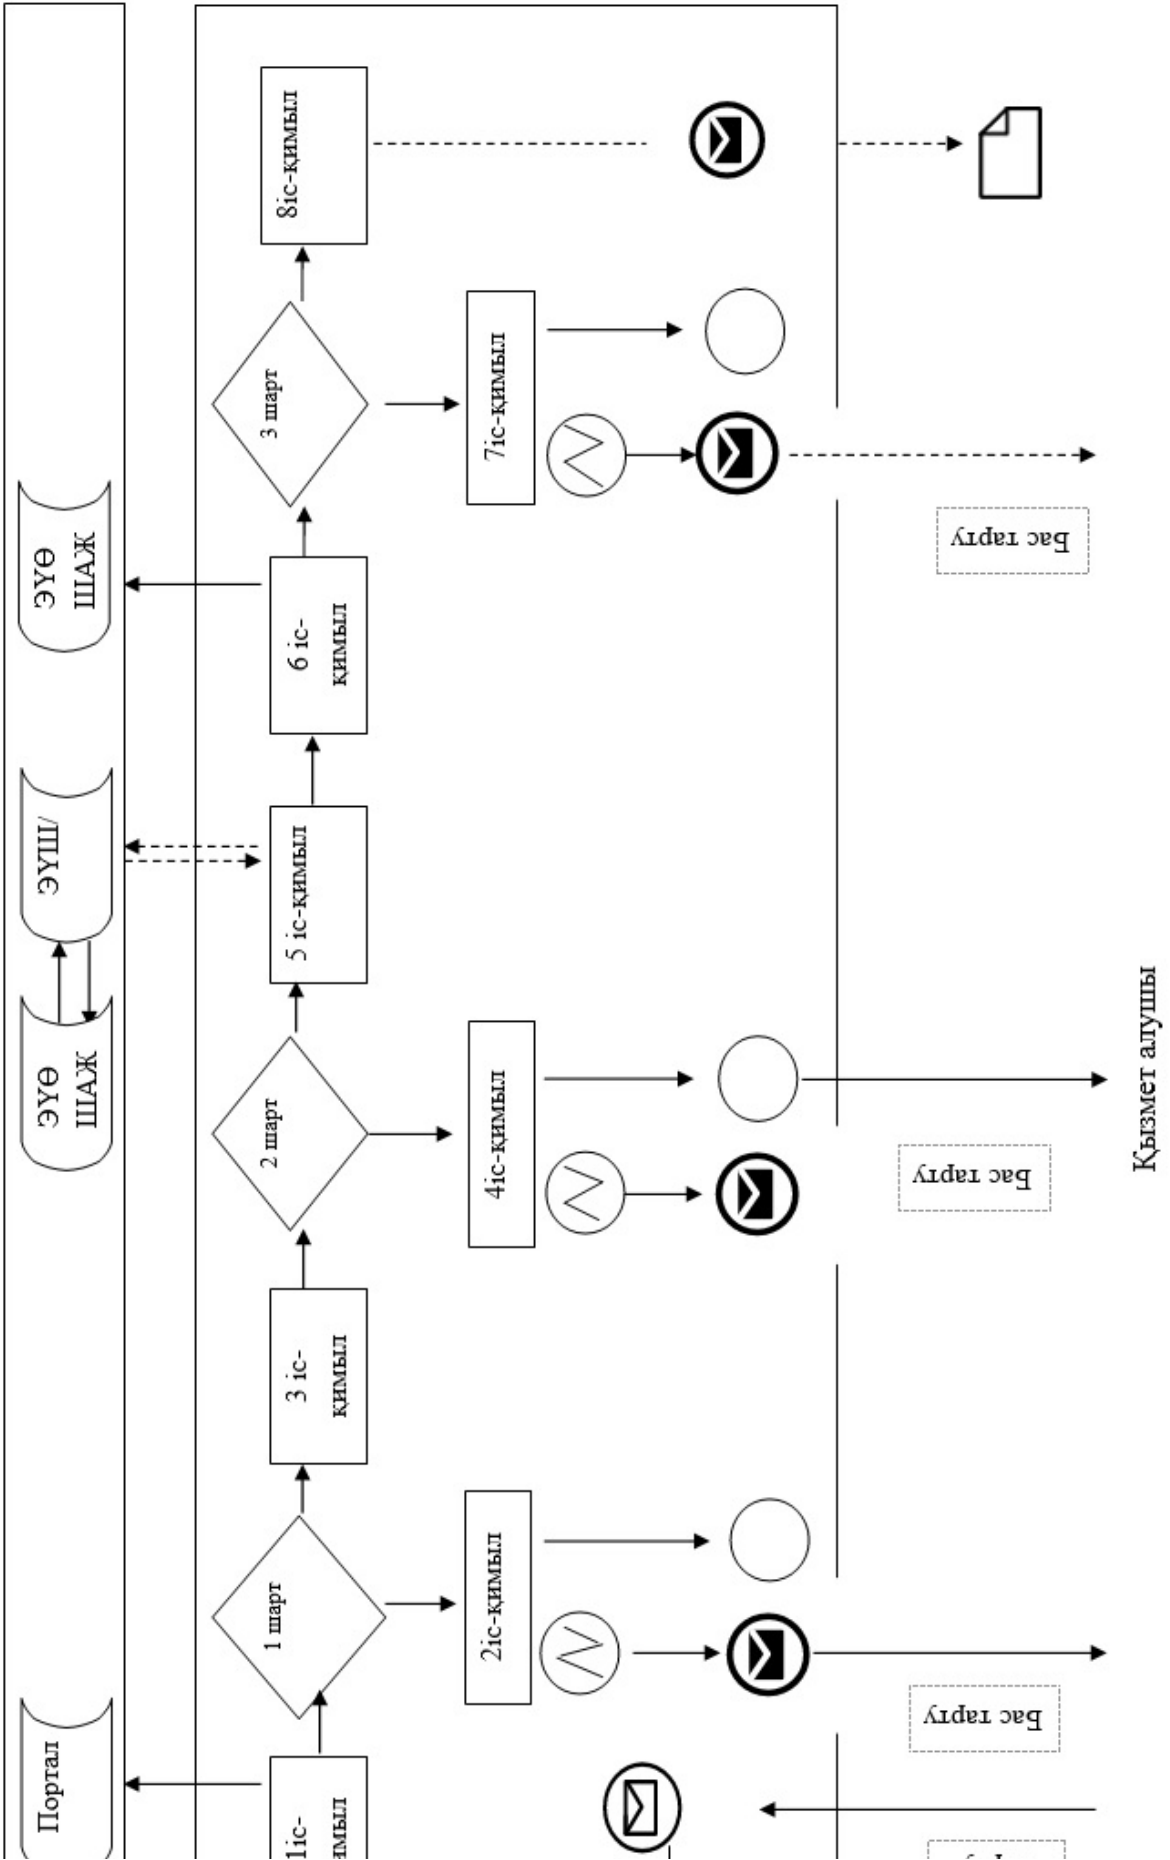 Портал
ЭҮӨ
ШАЖ
ЭҮШ/
ЭҮӨ
ШАЖ
1іс-
1 шарт
3 іс-
қимыл
2 шарт
5 іс-қимыл
6 іс-
қимыл
3 шарт
8іс-қимыл
2іс-қимыл
4іс-қимыл
7іс-қимыл
Бас тарту
Бас тарту
Бас тарту
Қызмет алушы